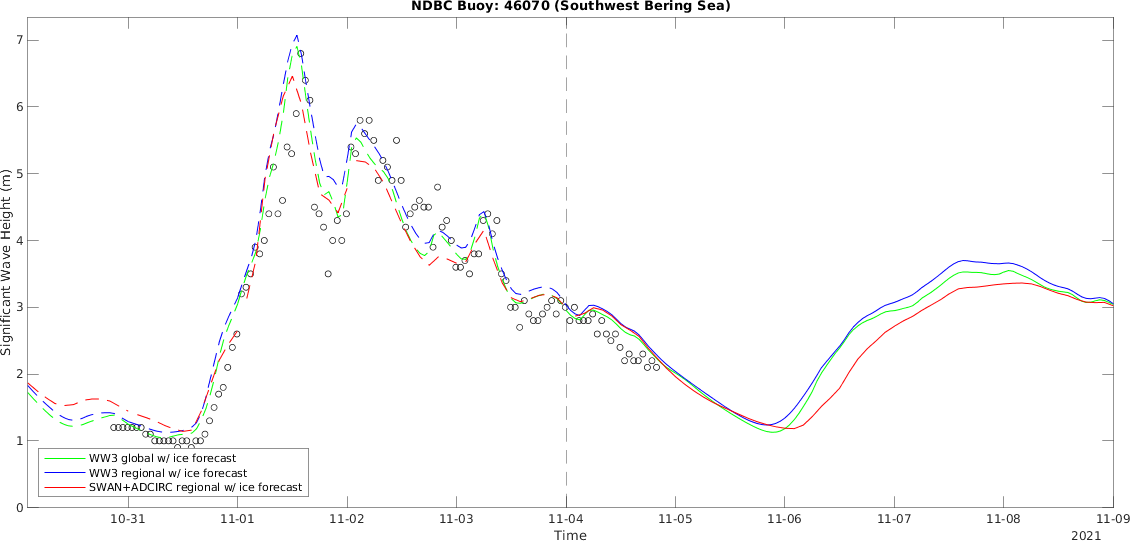 NDBC Buoy: 46070 (Southwest Bering Sea)
Significant Wave Height (m)
7
6
5
4
3
2
1
0
WW3 global w/ ice forecast
WW3 regional w/ ice forecast
SWAN+ADCIRC regional w/ ice forecast
10-31 11-01 11-02 11-03 11-04 11-05 11-06 11-07 11-08 11-09
Time
2021